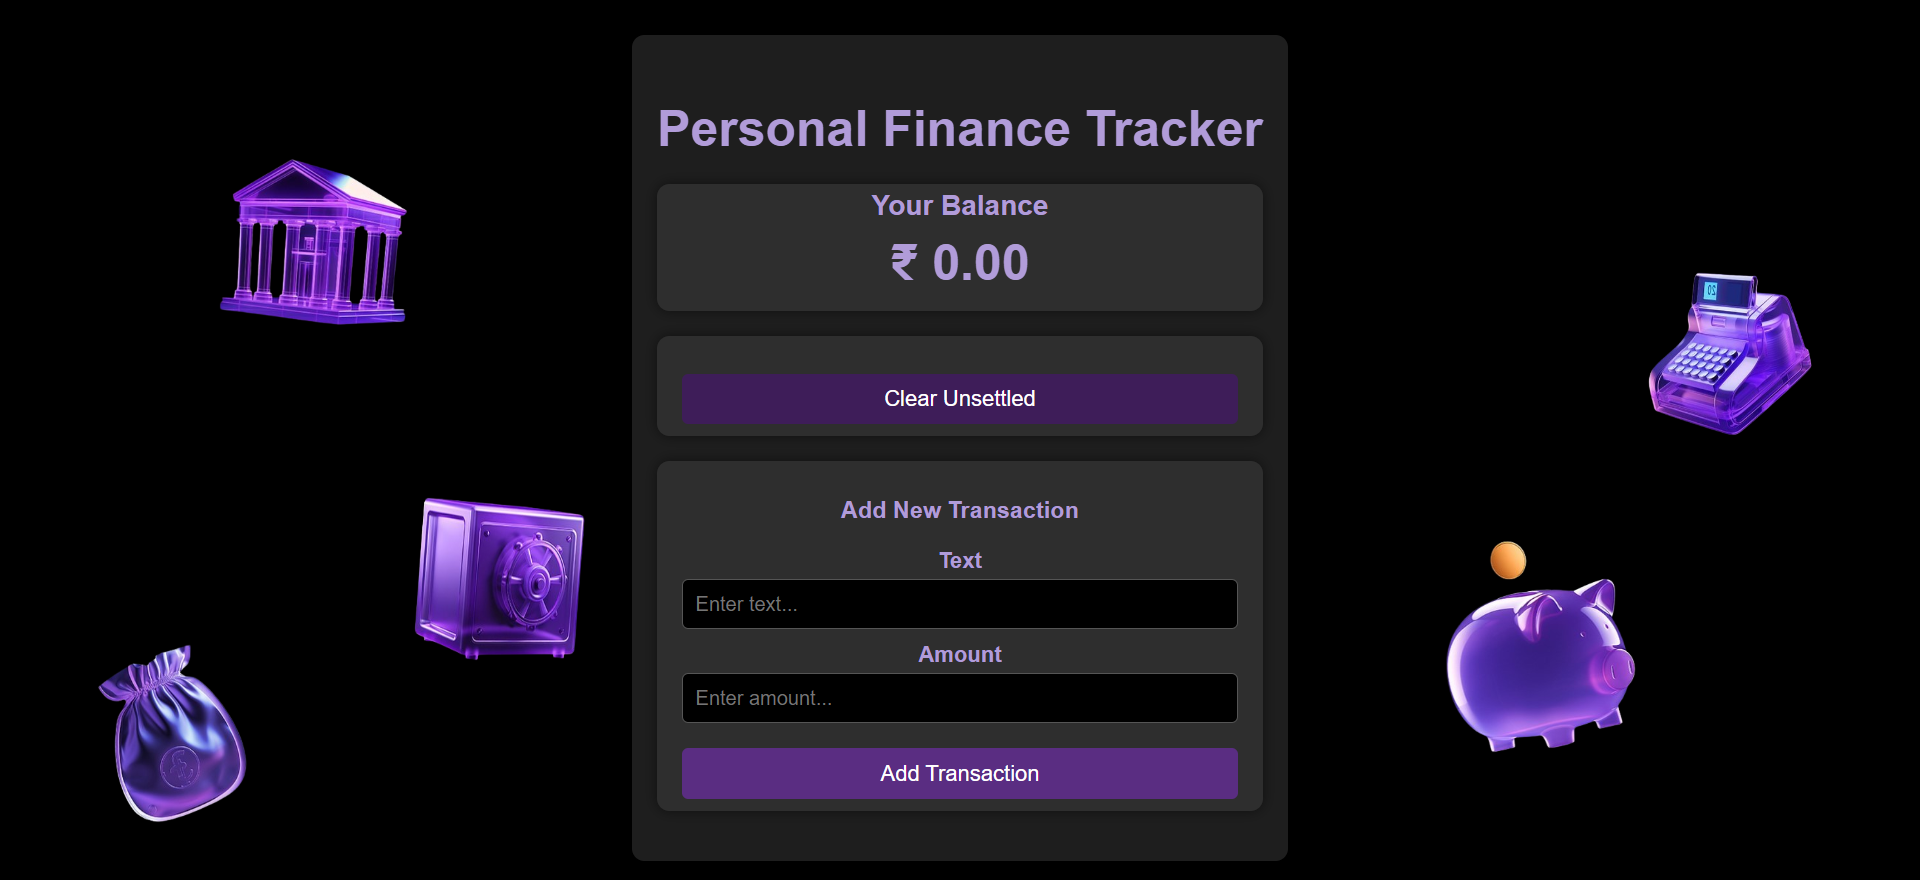 Personal Finance Tracker
Your Balance
₹ 0.00
Clear Unsettled
Add New Transaction
Text
Enter text...
Amount
Enter amount...
Add Transaction